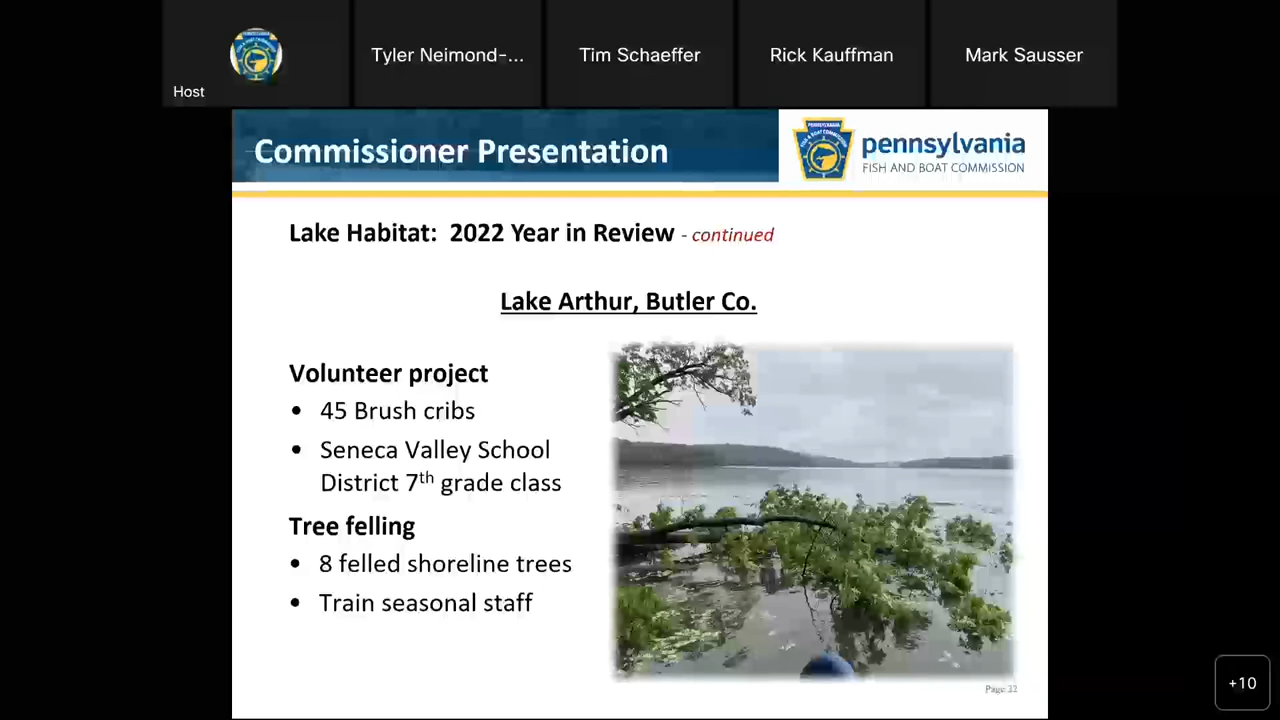 Tyler Neimond-...
Tim Schaeffer
Rick Kauffman
Mark Sausser
Host
Commissioner Presentation
pennsylvania
FISH AND BOAT COMMISSION
Lake Habitat: 2022 Year in Review - continued
Lake Arthur, Butler Co.
Volunteer project
• 45 Brush cribs
• Seneca Valley School
District 7th grade class
Tree felling
• 8 felled shoreline trees
• Train seasonal staff
Page 32
+10